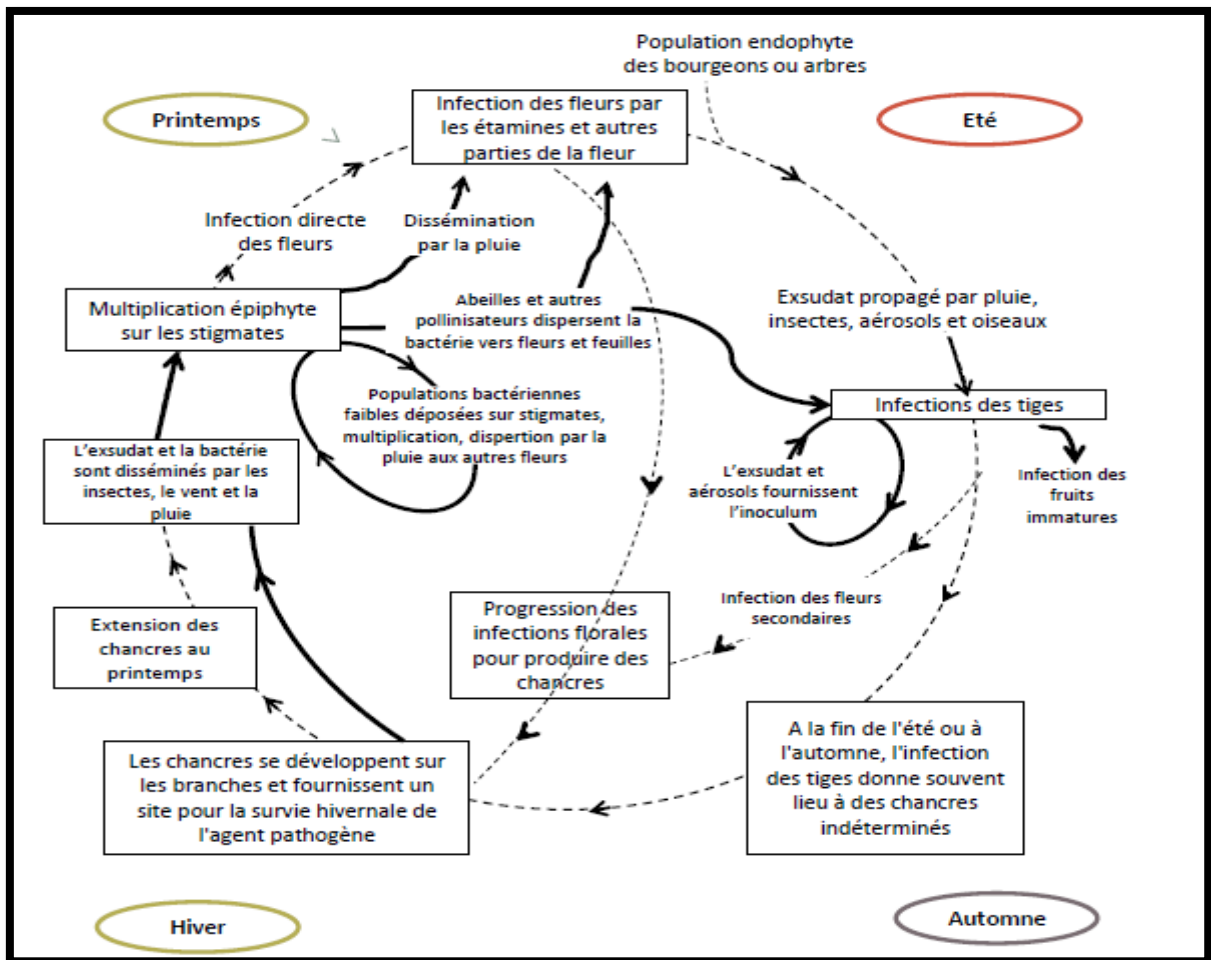 Population endophyte
des bourgeons ou arbres
Printemps
Infection des fleurs par
les étamines et autres
parties de la fleur
Eté
Infection directe
des fleurs
Dissémination
par la pluie
Multiplication épiphyte
sur les stigmates
Abeilles et autres
pollinisateurs dispersent la
bactérie vers fleurs et feuilles
Exsudat propagé par pluie,
insectes, aérosols et oiseaux
Populations bactériennes
faibles déposées sur stigmates,
multiplication, dispertion par la
pluie aux autres fleurs
Infections des tiges
L'exsudat et la bactérie
sont disséminés par les
insectes, le vent et la
pluie
L'exsudat et
aérosols fournissent
l'inoculum
Infection des
fruits
immatures
Extension des
chancres au
printemps
Progression des
infections florales
pour produire des
chancres
Infection des fleurs
secondaires
Les chancres se développent sur
les branches et fournissent un
site pour la survie hivernale de
l'agent pathogène
A la fin de l'été ou à
l'automne, l'infection
des tiges donne souvent
lieu à des chancres
indéterminés
Hiver
Automne